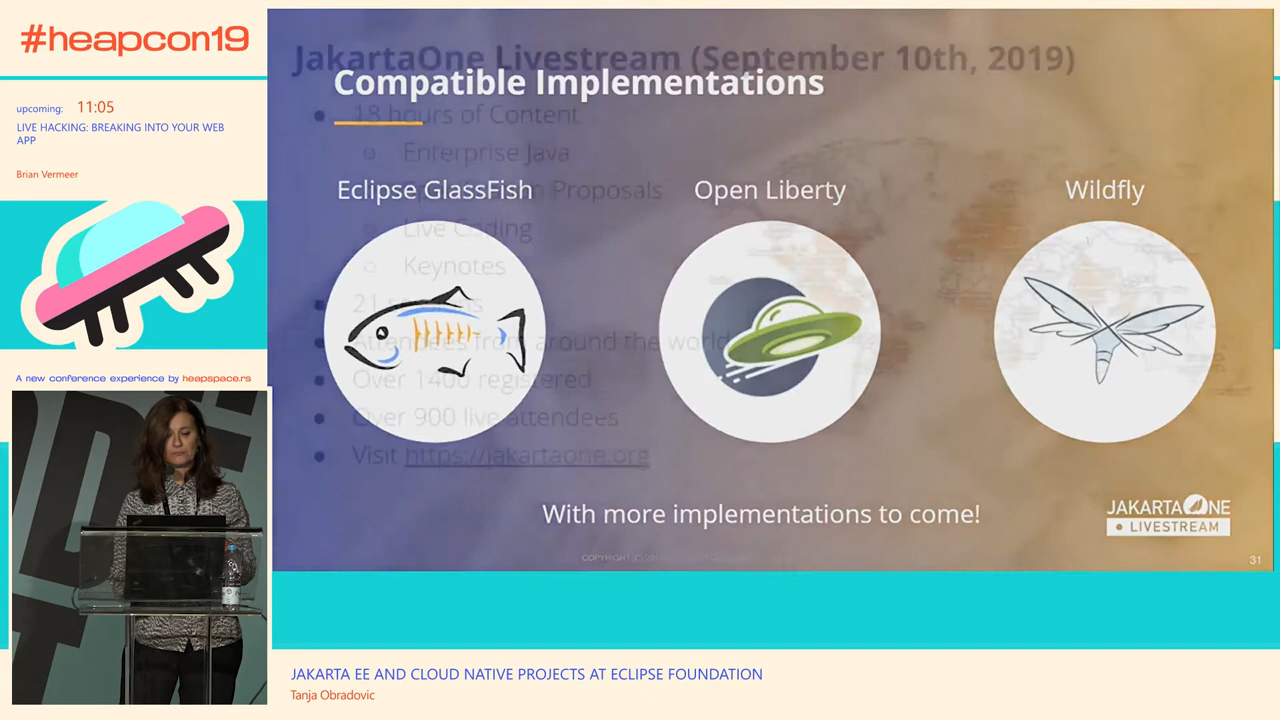 #heapcon19
upcoming: 11:05
LIVE HACKING: BREAKING INTO YOUR WEB
APP
Brian Vermeer
A new conference experience by heapspace.rs
JakartaOne Livestream (September 10th, 2019)
Compatible Implementations
18 hours of Content
Enterprise Java
Proposals
Live Coding
Keynotes
21
Attendees from around the world
Over 1400 registered
Over 900 live attendees
Visit https://jakartaone.org
Eclipse GlassFish
Open Liberty
Wildfly
With more implementations to come!
JAKARTA ONE
LIVESTREAM
COPYRIGHT (C)
31
JAKARTA EE AND CLOUD NATIVE PROJECTS AT ECLIPSE FOUNDATION
Tanja Obradovic